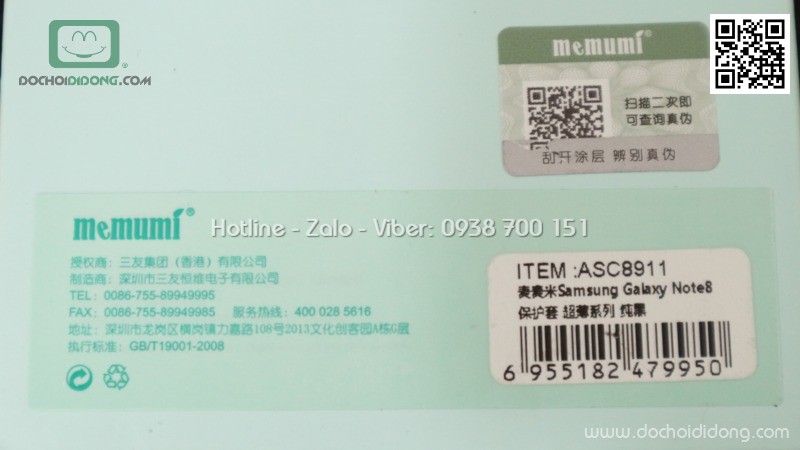 DOCHOIDIDONG.COM
memumi®
扫描二次即
可查询真伪
刮开涂层 辨别真伪
memumi®
Hotline - Zalo - Viber: 0938 700 151
授权商：三友集团（香港）有限公司
制造商：深圳市三友恒维电子有限公司
TEL：0086-755-89949995
FAX：0086-755-89949985 服务热线：400 028 5616
地址：深圳市龙岗区横岗镇力嘉路108号2013文化创客园A栋G层
执行标准：GB/T19001-2008
ITEM :ASC8911
麦麦米Samsung Galaxy Note8
保护套 超薄系列 纯黑
6 955182 479950
www.dochoididong.com